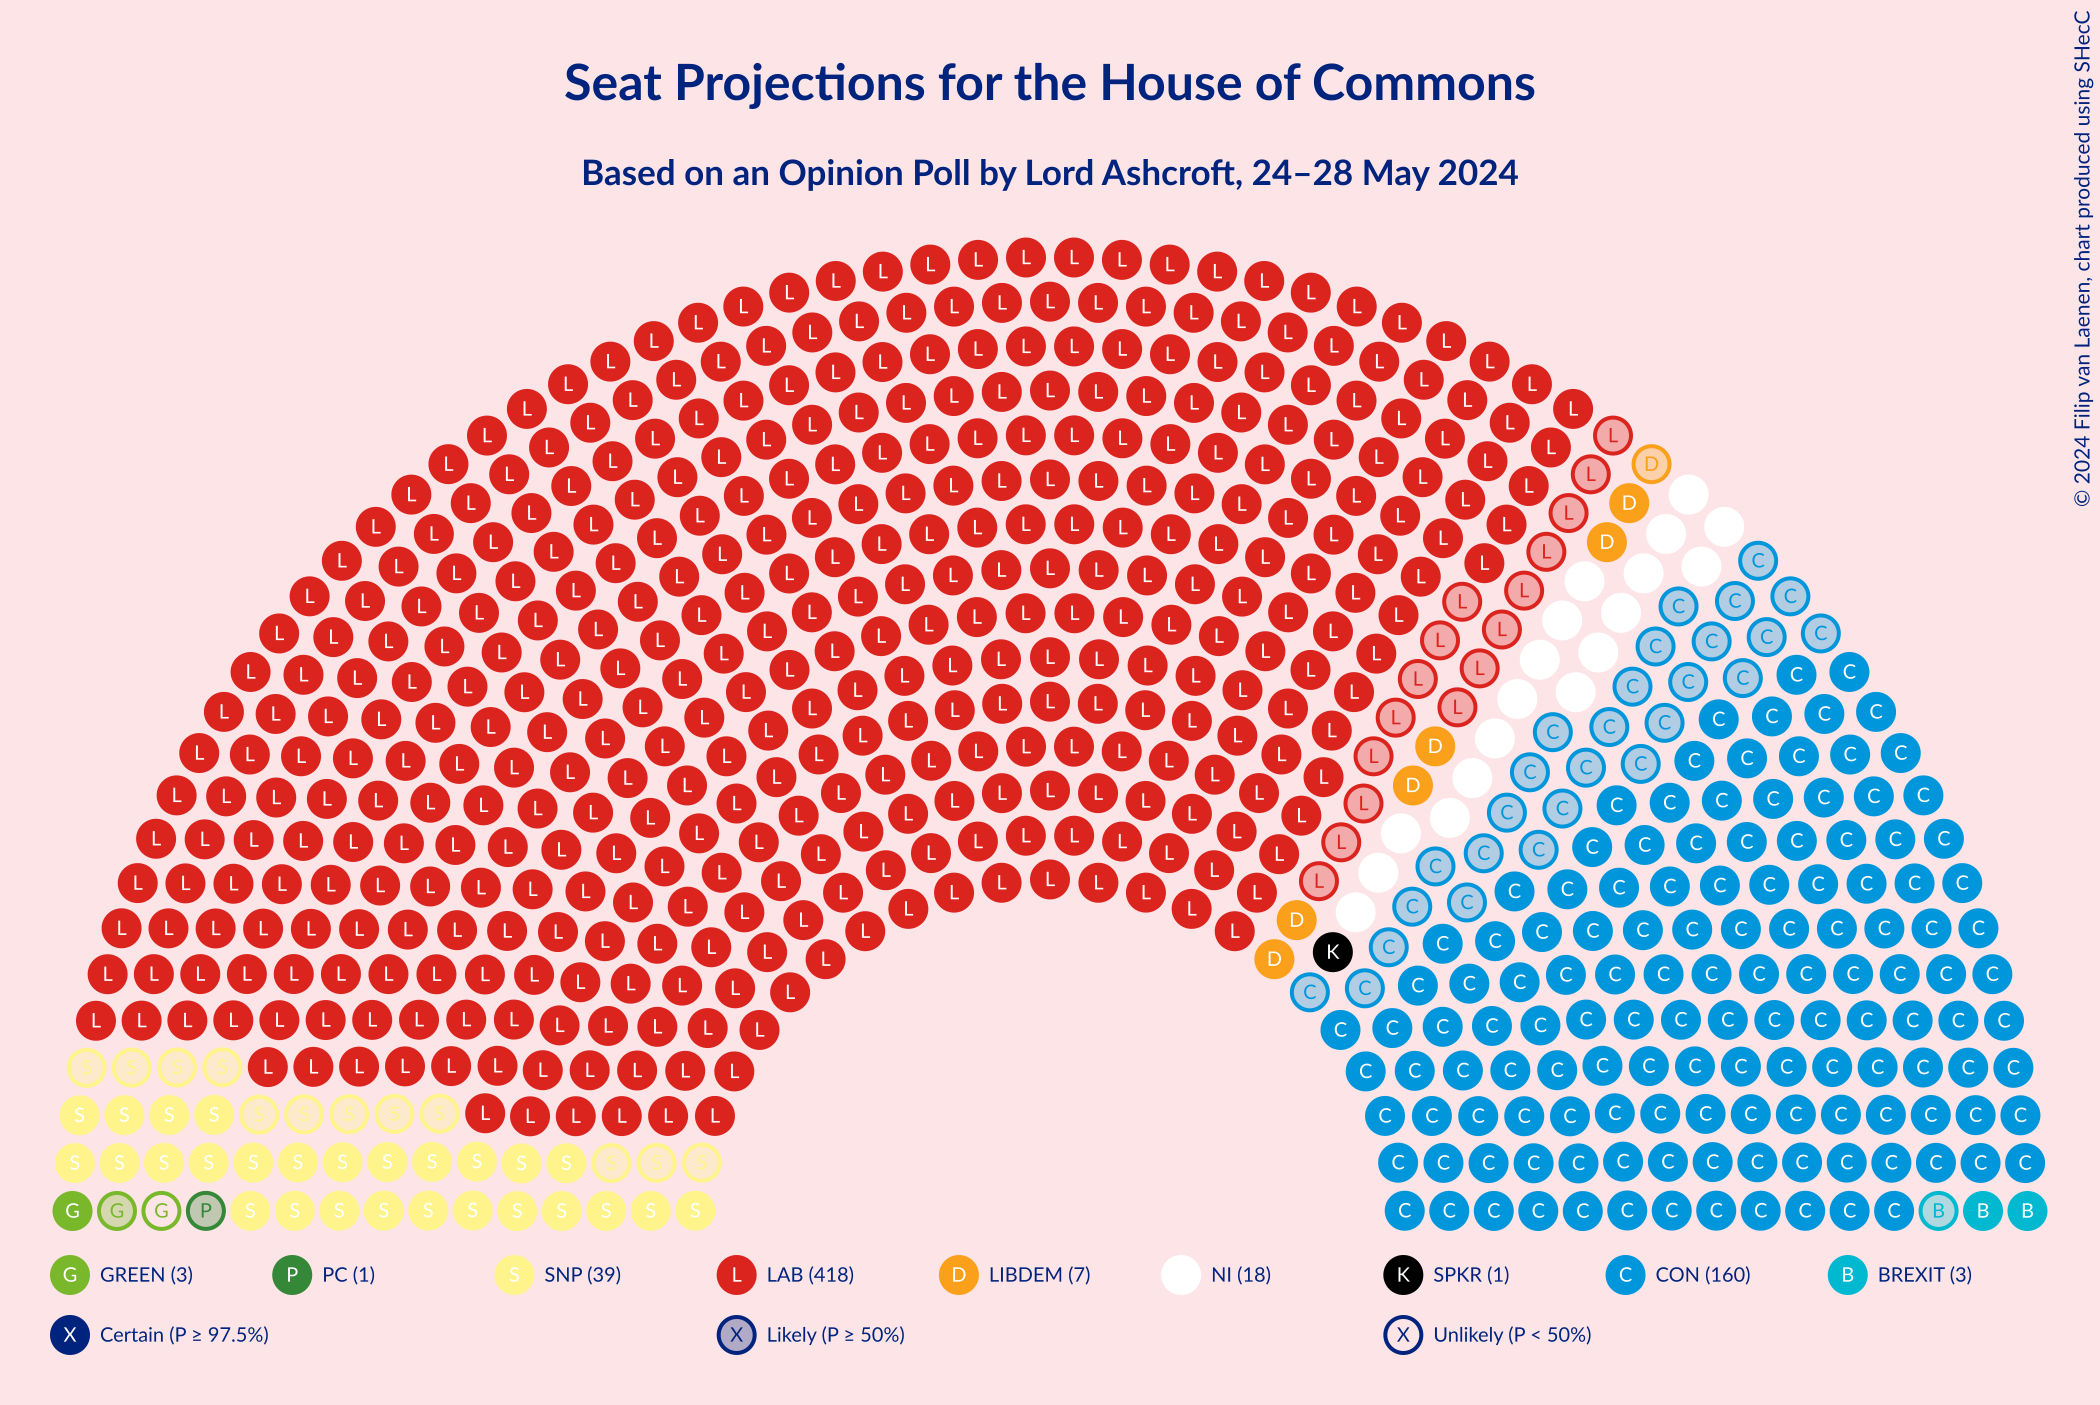 Seat Projections for the House of Commons
Based on an Opinion Poll by Lord Ashcroft, 24–28 May 2024
© 2024 Filip van Laenen, chart produced using SHecC
G GREEN (3) P PC (1) S SNP (39) L LAB (418) D LIBDEM (7) NI (18) K SPKR (1) C CON (160) B BREXIT (3)
X Certain (P ≥ 97.5%) X Likely (P ≥ 50%) X Unlikely (P < 50%)